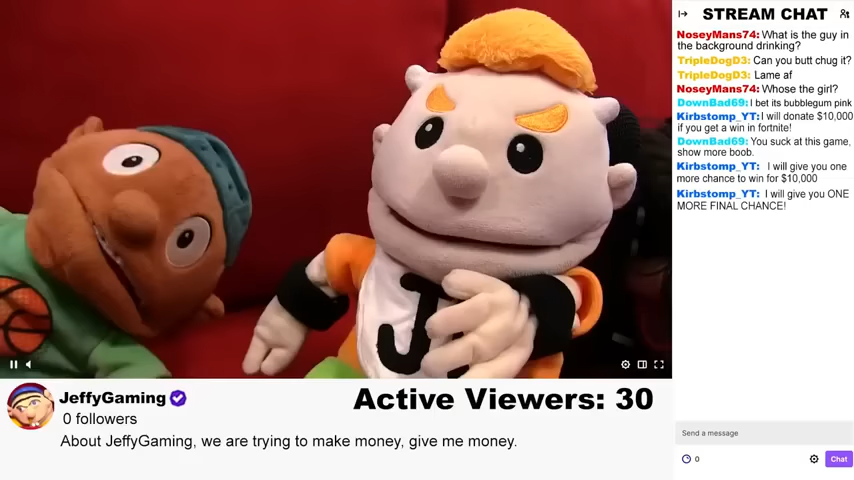 STREAM CHAT
NoseyMans74: What is the guy in
the background drinking?
TripleDogD3: Can you butt chug it?
TripleDogD3: Lame af
NoseyMans74: Whose the girl?
DownBad69: I bet its bubblegum pink
Kirbstomp_YT: I will donate $10,000
if you get a win in fortnite!
DownBad69: You suck at this game,
show more boob.
Kirbstomp_YT: I will give you one
more chance to win for $10,000
Kirbstomp_YT: I will give you ONE
MORE FINAL CHANCE!
J
JeffyGaming
0 followers
Active Viewers: 30
About JeffyGaming, we are trying to make money, give me money.
Send a message
0
Chat